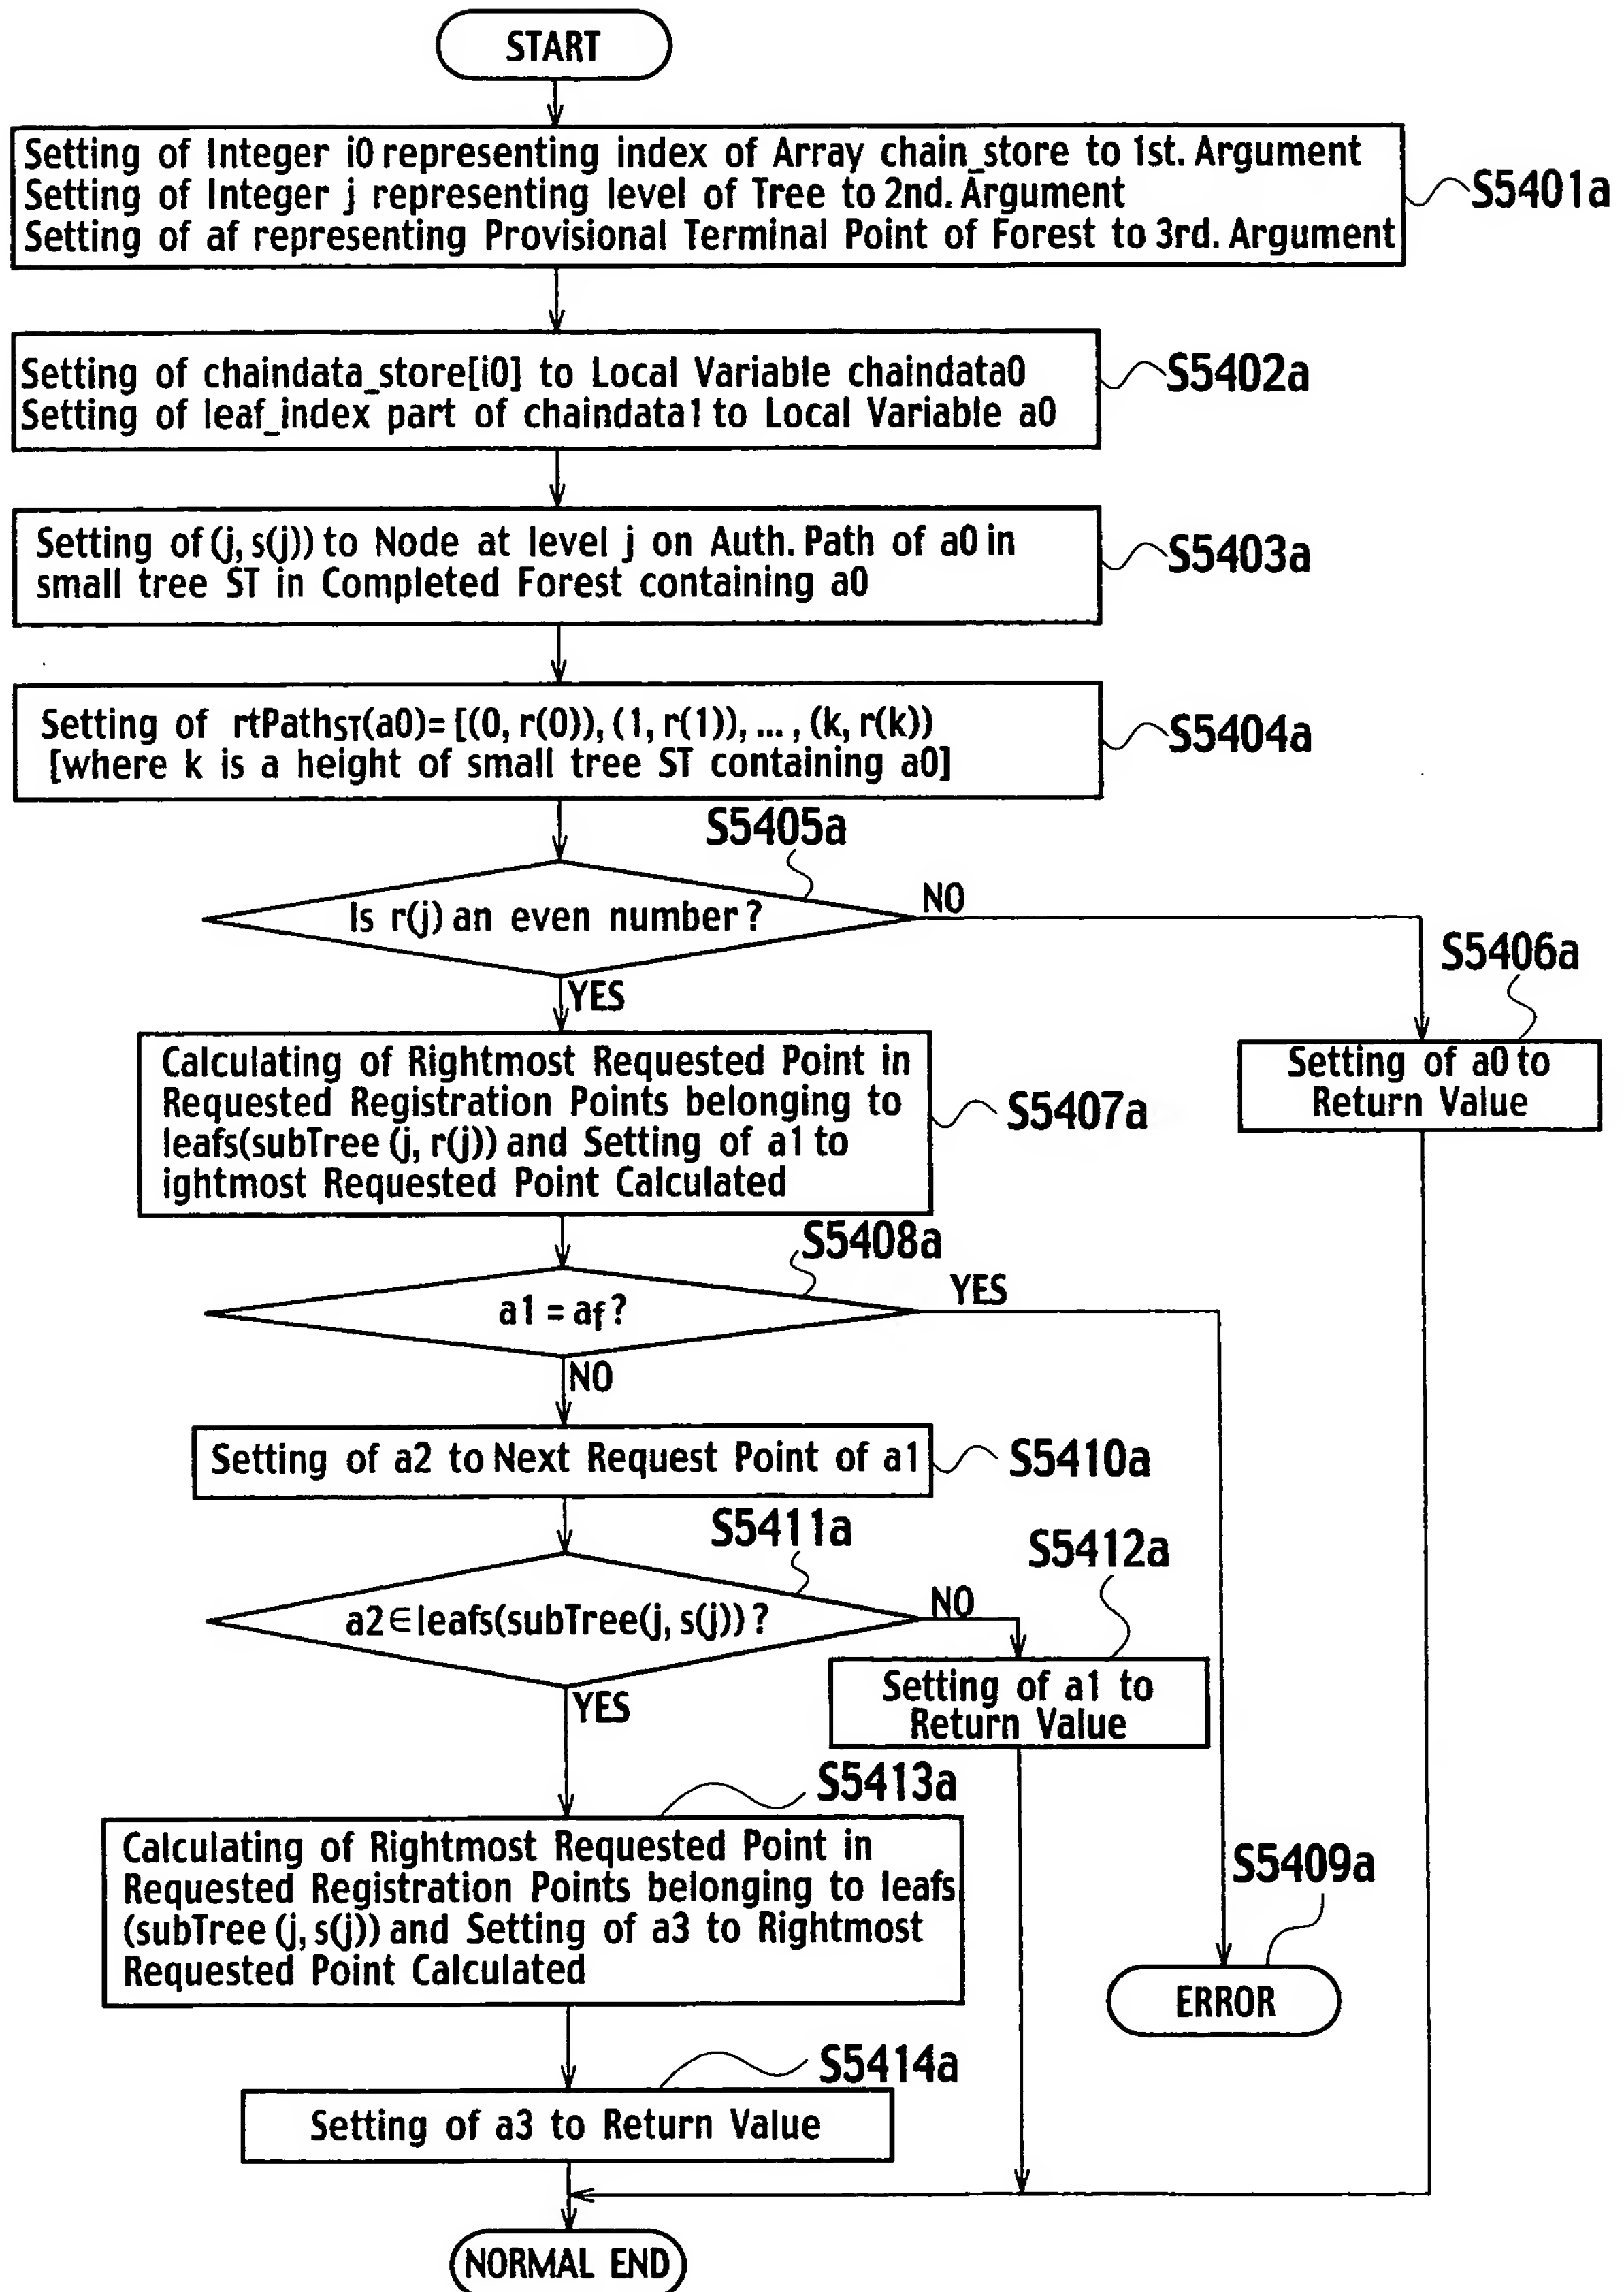 START
Setting of Integer i0 representing index of Array chain_store to 1st. Argument
Setting of Integer j representing level of Tree to 2nd. Argument
Setting of af representing Provisional Terminal Point of Forest to 3rd. Argument
S5401a
Setting of chaindata_store[i0] to Local Variable chaindata0
Setting of leaf_index part of chaindata1 to Local Variable a0
S5402a
Setting of (j, s(j)) to Node at level j on Auth. Path of a0 in
small tree ST in Completed Forest containing a0
S5403a
Setting of rtPathST(a0)= [(0, r(0)), (1, r(1)), ... , (k, r(k))
[where k is a height of small tree ST containing a0]
S5404a
S5405a
Is r(j) an even number?
NO
YES
S5406a
Setting of a0 to
Return Value
Calculating of Rightmost Requested Point in
Requested Registration Points belonging to
leafs(subTree (j, r(j)) and Setting of a1 to
ightmost Requested Point Calculated
S5407a
S5408a
a1 = af?
YES
NO
Setting of a2 to Next Request Point of a1
S5410a
S5411a
a2∈leafs(subTree(j, s(j))?
NO
YES
S5412a
Setting of a1 to
Return Value
S5413a
Calculating of Rightmost Requested Point in
Requested Registration Points belonging to leafs
(subTree (j, s(j)) and Setting of a3 to Rightmost
Requested Point Calculated
S5409a
ERROR
S5414a
Setting of a3 to Return Value
NORMAL END